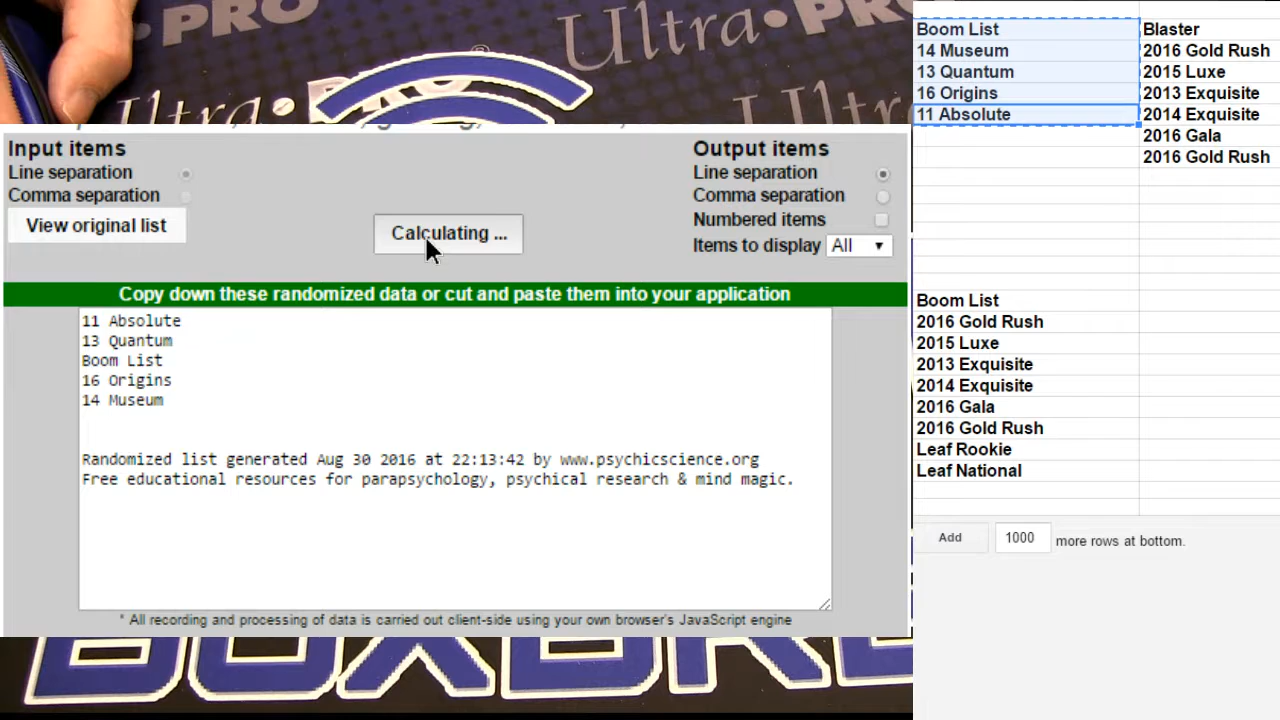 PRO
Ultra•PRO
Ultra•PRO
Ultra
Input items
Line separation
Comma separation
View original list
Calculating ...
Output items
Line separation
Comma separation
Numbered items
Items to display All
Copy down these randomized data or cut and paste them into your application
11 Absolute
13 Quantum
Boom List
16 Origins
14 Museum
Randomized list generated Aug 30 2016 at 22:13:42 by www.psychicscience.org
Free educational resources for parapsychology, psychical research & mind magic.
* All recording and processing of data is carried out client-side using your own browser's JavaScript engine
BOXBRE
Boom List Blaster
14 Museum 2016 Gold Rush
13 Quantum 2015 Luxe
16 Origins 2013 Exquisite
11 Absolute 2014 Exquisite
2016 Gala
2016 Gold Rush
Boom List
2016 Gold Rush
2015 Luxe
2013 Exquisite
2014 Exquisite
2016 Gala
2016 Gold Rush
Leaf Rookie
Leaf National
Add 1000 more rows at bottom.